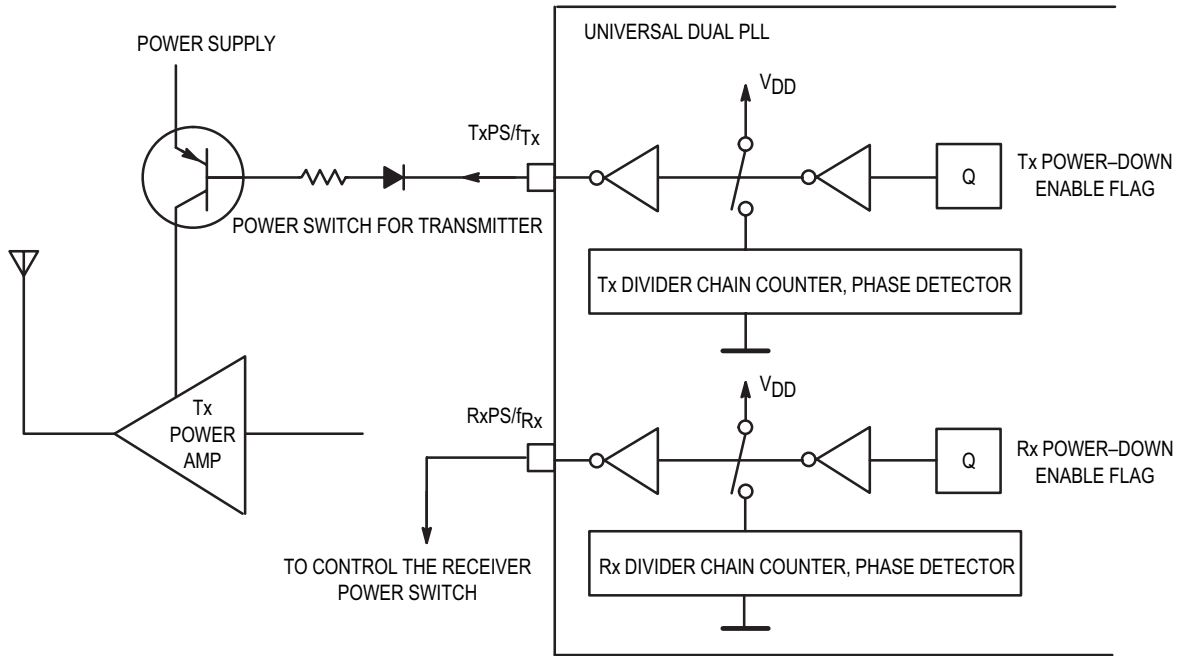 UNIVERSAL DUAL PLL
POWER SUPPLY
VDD
TxPS/fTx
Q
Tx POWER–DOWN
ENABLE FLAG
POWER SWITCH FOR TRANSMITTER
Tx DIVIDER CHAIN COUNTER, PHASE DETECTOR
VDD
Tx
POWER
AMP
RxPS/fRx
Q
Rx POWER–DOWN
ENABLE FLAG
TO CONTROL THE RECEIVER
POWER SWITCH
Rx DIVIDER CHAIN COUNTER, PHASE DETECTOR